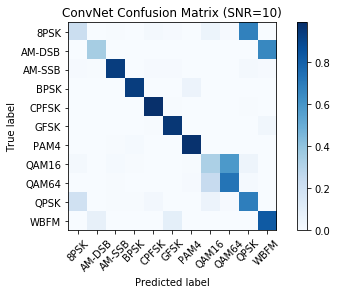 ConvNet Confusion Matrix (SNR=10)
8PSK
AM-DSB
AM-SSB
BPSK
CPFSK
GFSK
PAM4
QAM16
QAM64
QPSK
WBFM
True label
8PSK
AM-DSB
AM-SSB
BPSK
CPFSK
GFSK
PAM4
QAM16
QAM64
QPSK
WBFM
Predicted label
0.8
0.6
0.4
0.2
0.0